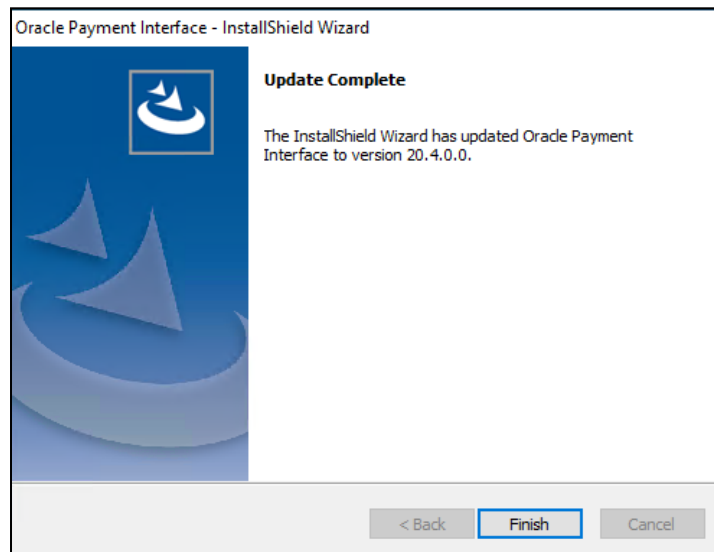 Oracle Payment Interface - InstallShield Wizard
Update Complete
The InstallShield Wizard has updated Oracle Payment
Interface to version 20.4.0.0.
< Back Finish Cancel